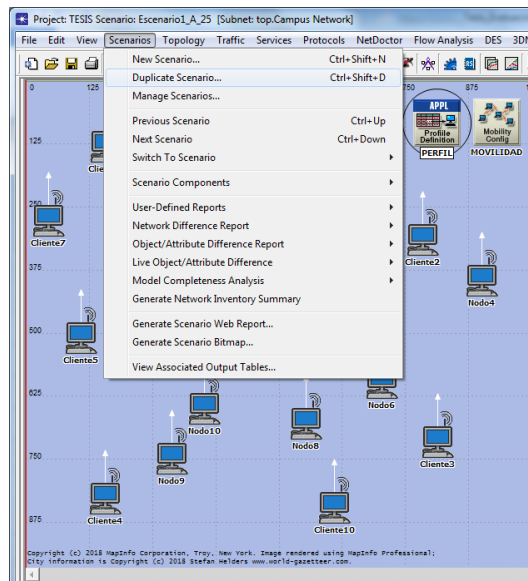 Project: TESIS Scenario: Escenario1_A_25 [Subnet: top.Campus Network]
File Edit View Scenarios Topology Traffic Services Protocols NetDoctor Flow Analysis DES 3DN
New Scenario... Ctrl+Shift+N
Duplicate Scenario... Ctrl+Shift+D
Manage Scenarios...
Previous Scenario Ctrl+Up
Next Scenario Ctrl+Down
Switch To Scenario
Scenario Components
User-Defined Reports
Network Difference Report
Object/Attribute Difference Report
Live Object/Attribute Difference
Model Completeness Analysis
Generate Network Inventory Summary
Generate Scenario Web Report...
Generate Scenario Bitmap...
View Associated Output Tables...
0 125 750 875
125
250
375
500
625
750
875
APPL
Profile
Definition
PERFIL
Mobility
Config
MOVILIDAD
Clie
Cliente7
Cliente2
Nodo4
Cliente5
Nodo6
Nodo10
Nodo8
Cliente3
Nodo9
Cliente4
Cliente10
Copyright (c) 2018 MapInfo Corporation, Troy, New York. Image rendered using MapInfo Professional;
City information is Copyright (c) 2018 Stefan Helders www.world-gazetteer.com